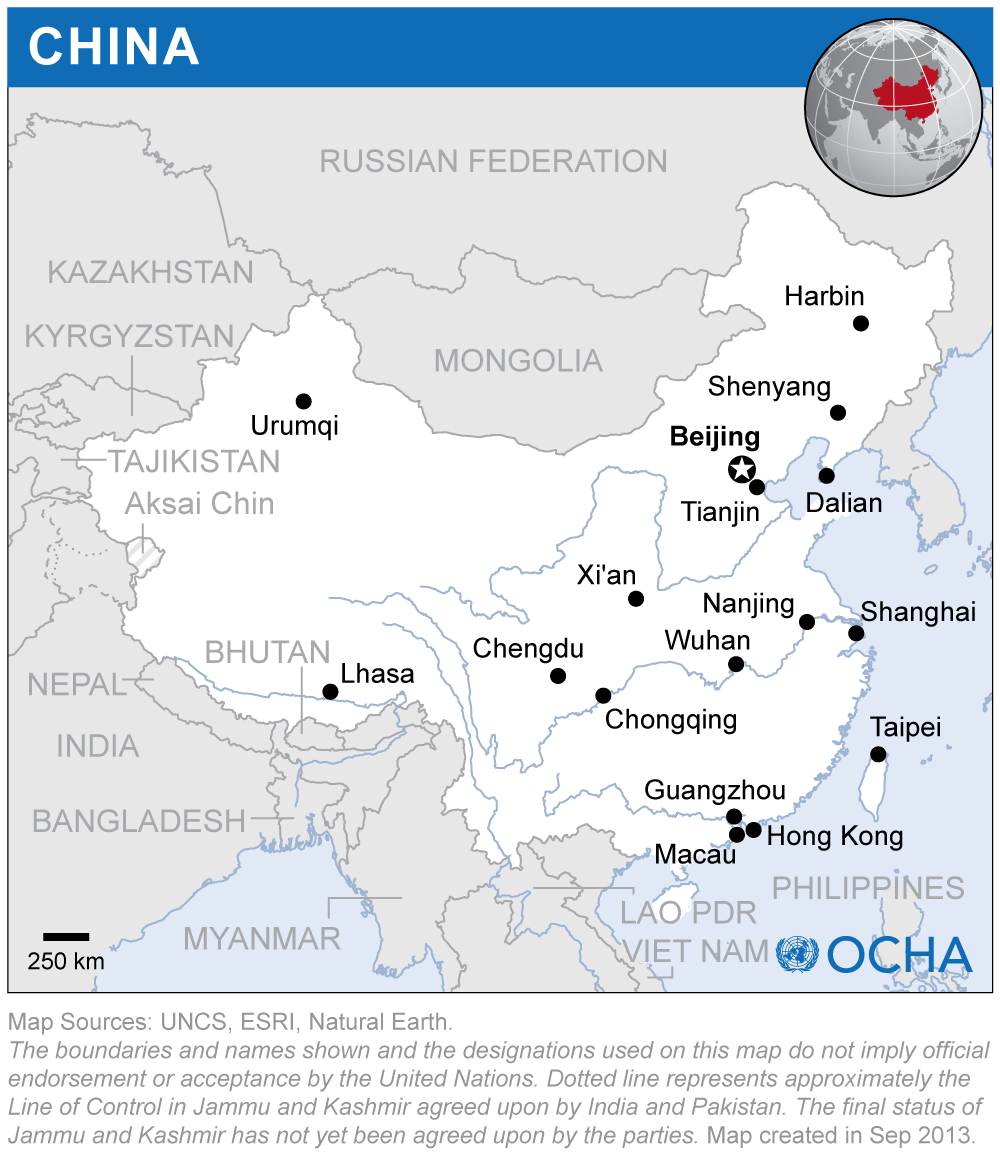 CHINA
RUSSIAN FEDERATION
KAZAKHSTAN
Harbin
KYRGYZSTAN
MONGOLIA
Shenyang
Urumqi
Beijing
TAJIKISTAN
Aksai Chin
Tianjin
Dalian
Xi'an
Nanjing
Shanghai
Wuhan
BHUTAN
Chengdu
Lhasa
NEPAL
Chongqing
Taipei
INDIA
Guangzhou
BANGLADESH
Hong Kong
Macau
PHILIPPINES
LAO PDR
MYANMAR
VIET NAM
OCHA
250 km
Map Sources: UNCS, ESRI, Natural Earth.
The boundaries and names shown and the designations used on this map do not imply official
endorsement or acceptance by the United Nations. Dotted line represents approximately the
Line of Control in Jammu and Kashmir agreed upon by India and Pakistan. The final status of
Jammu and Kashmir has not yet been agreed upon by the parties. Map created in Sep 2013.